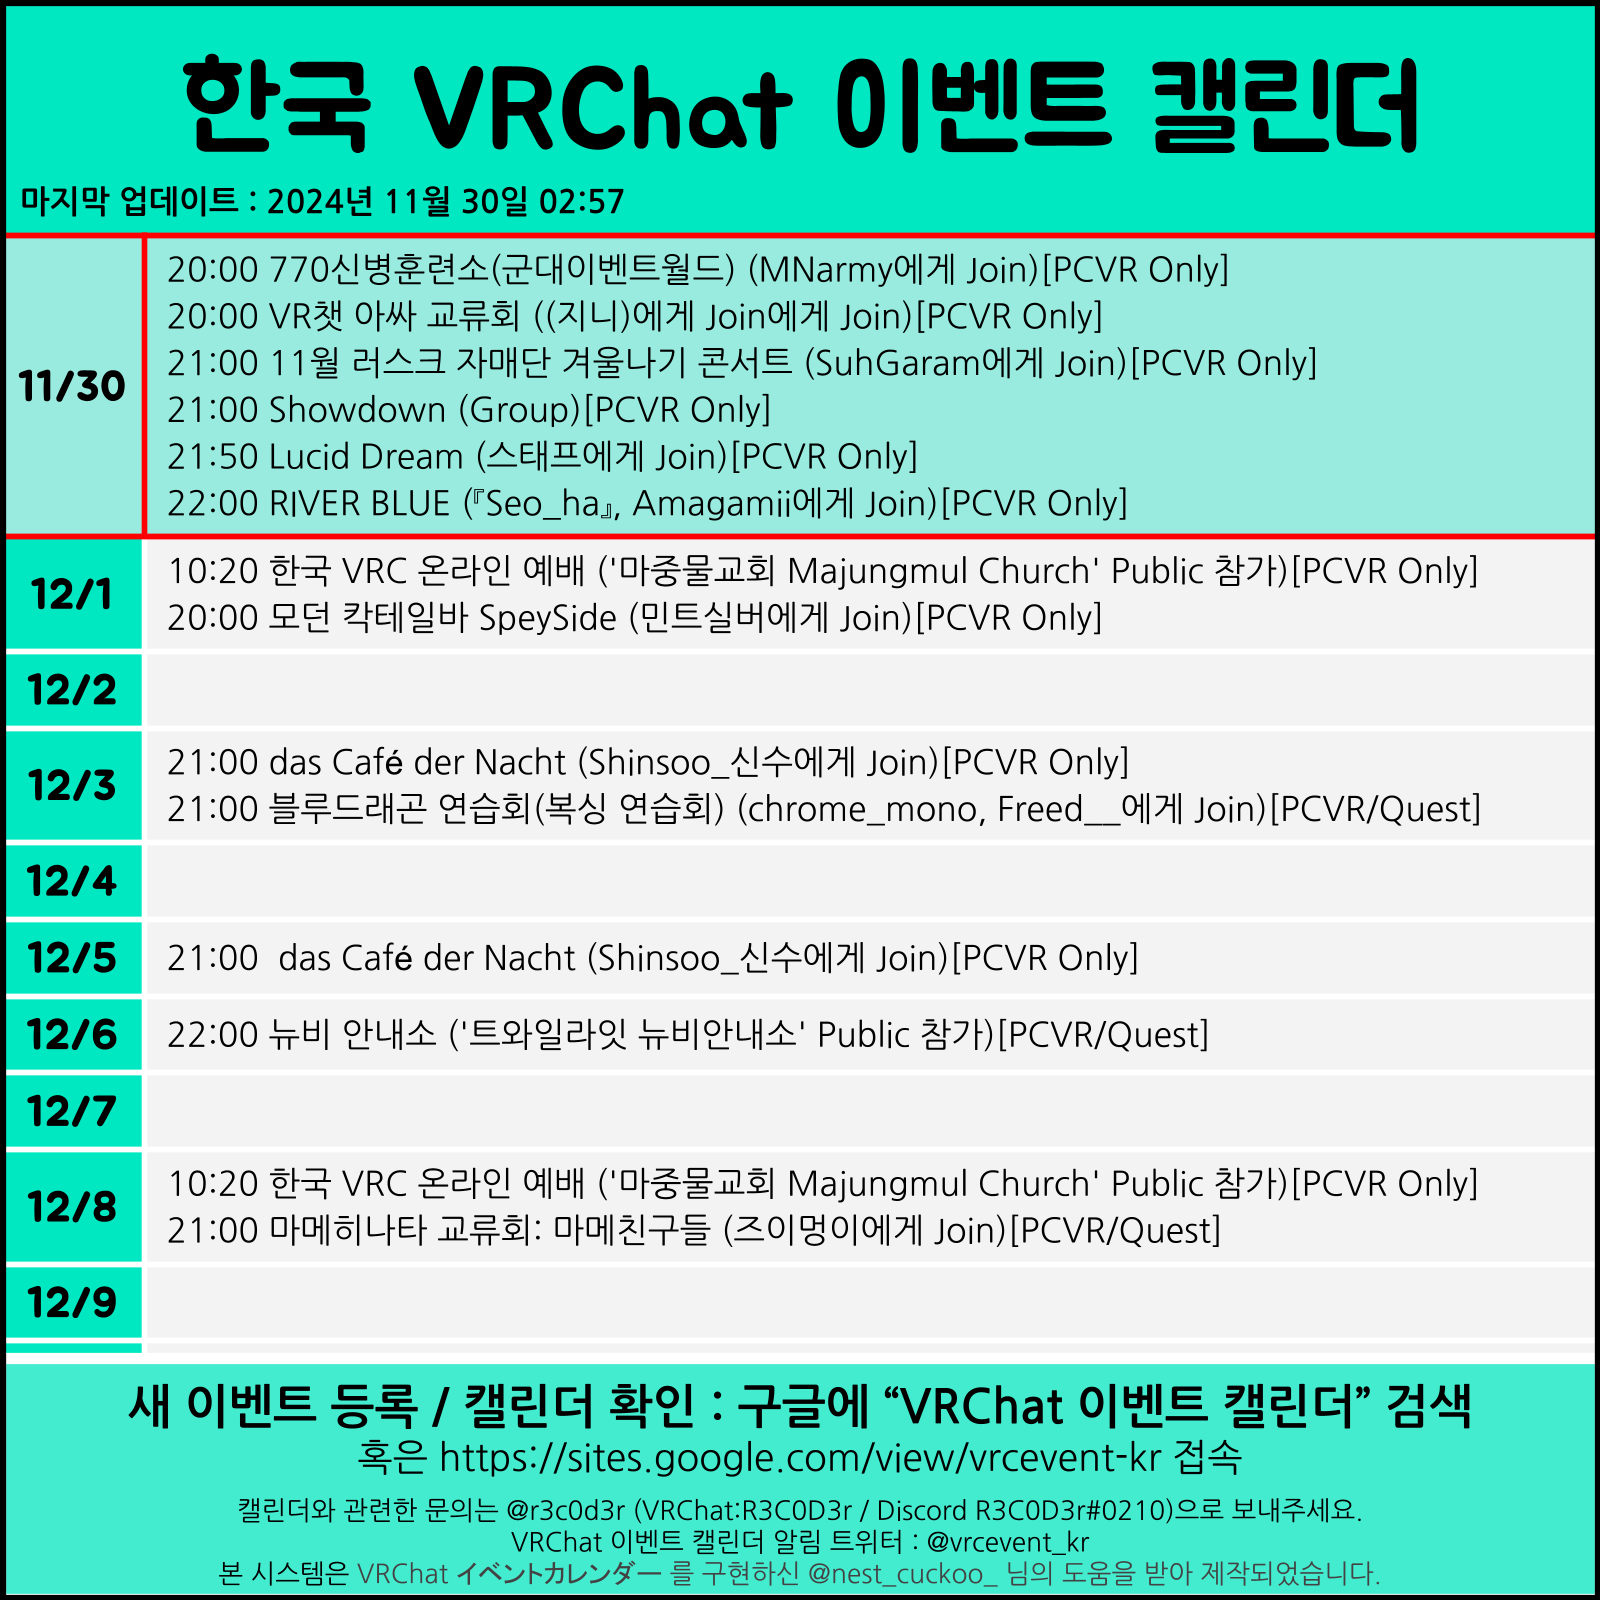 한국 VRChat 이벤트 캘린더
마지막 업데이트 : 2024년 11월 30일 02:57
11/30
20:00 770신병훈련소(군대이벤트월드) (MNarmy에게 Join)[PCVR Only]
20:00 VR챗 아싸 교류회 ((지니)에게 Join에게 Join)[PCVR Only]
21:00 11월 러스크 자매단 겨울나기 콘서트 (SuhGaram에게 Join)[PCVR Only]
21:00 Showdown (Group)[PCVR Only]
21:50 Lucid Dream (스태프에게 Join)[PCVR Only]
22:00 RIVER BLUE (『Seo_ha』, Amagamii에게 Join)[PCVR Only]
12/1
10:20 한국 VRC 온라인 예배 ('마중물교회 Majungmul Church' Public 참가)[PCVR Only]
20:00 모던 칵테일바 SpeySide (민트실버에게 Join)[PCVR Only]
12/2
12/3
21:00 das Café der Nacht (Shinsoo_신수에게 Join)[PCVR Only]
21:00 블루드래곤 연습회(복싱 연습회) (chrome_mono, Freed__에게 Join)[PCVR/Quest]
12/4
12/5
21:00  das Café der Nacht (Shinsoo_신수에게 Join)[PCVR Only]
12/6
22:00 뉴비 안내소 ('트와일라잇 뉴비안내소' Public 참가)[PCVR/Quest]
12/7
12/8
10:20 한국 VRC 온라인 예배 ('마중물교회 Majungmul Church' Public 참가)[PCVR Only]
21:00 마메히나타 교류회: 마메친구들 (즈이멍이에게 Join)[PCVR/Quest]
12/9
새 이벤트 등록 / 캘린더 확인 : 구글에 “VRChat 이벤트 캘린더” 검색
혹은 https://sites.google.com/view/vrcevent-kr 접속
캘린더와 관련한 문의는 @r3c0d3r (VRChat:R3C0D3r / Discord R3C0D3r#0210)으로 보내주세요.
VRChat 이벤트 캘린더 알림 트위터 : @vrcevent_kr
본 시스템은 VRChat イベントカレンダー 를 구현하신 @nest_cuckoo_ 님의 도움을 받아 제작되었습니다.